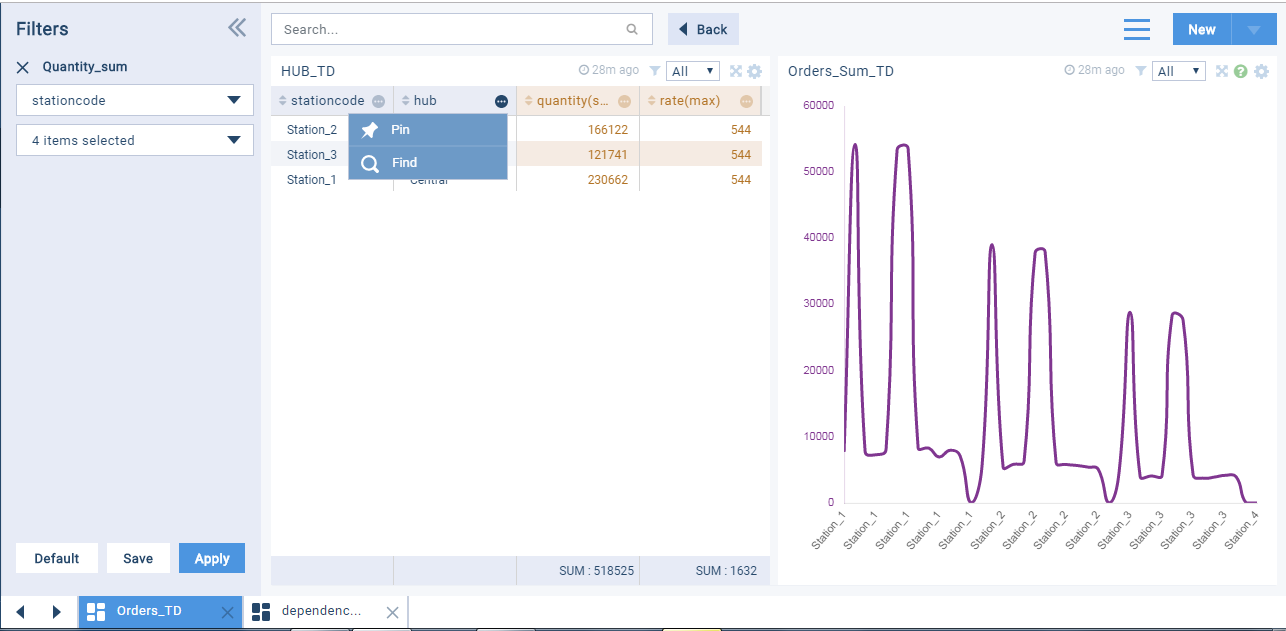 Filters
Quantity_sum
stationcode
4 items selected
Default
Save
Apply
Search...
Back
New
HUB_TD
28m ago
All
stationcode
hub
quantity(s...
rate(max)
Station_2
166122
544
Station_3
121741
544
Station_1
Central
230662
544
Pin
Find
SUM : 518525
SUM : 1632
Orders_Sum_TD
28m ago
All
?
60000
50000
40000
30000
20000
10000
0
Station_1
Station_1
Station_1
Station_1
Station_1
Station_2
Station_2
Station_2
Station_2
Station_3
Station_3
Station_3
Station_3
Station_4
Orders_TD
dependenc...